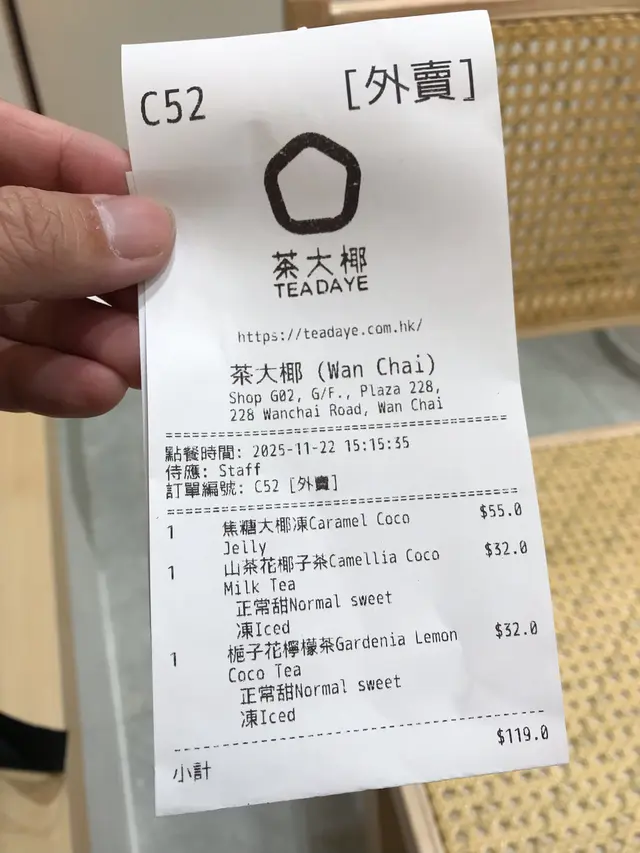 C52 [外賣]
茶大椰
TEADAYE
https://teadaye.com.hk/
茶大椰 (Wan Chai)
Shop G02, G/F., Plaza 228,
228 Wanchai Road, Wan Chai
點餐時間: 2025-11-22 15:15:35
侍應: Staff
訂單編號: C52 [外賣]
1 焦糖大椰凍Caramel Coco $55.0
Jelly
1 山茶花椰子茶Camellia Coco $32.0
Milk Tea
正常甜Normal sweet
凍Iced
1 梔子花檸檬茶Gardenia Lemon $32.0
Coco Tea
正常甜Normal sweet
凍Iced
小計 $119.0